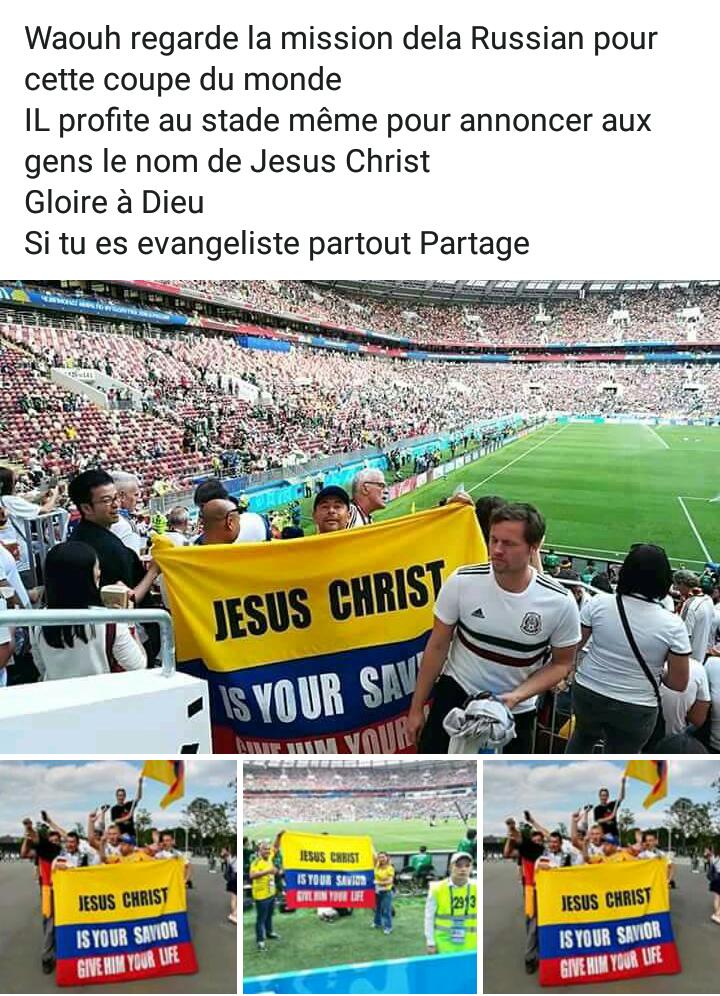 Waouh regarde la mission dela Russian pour
cette coupe du monde
IL profite au stade même pour annoncer aux
gens le nom de Jesus Christ
Gloire à Dieu
Si tu es evangeliste partout Partage
JESUS CHRIST
IS YOUR SAV
GIVE HIM YOUR
JESUS CHRIST
IS YOUR SAVIOR
GIVE HIM YOUR LIFE
JESUS CHRIST
IS YOUR SAVIOR
GIVE HIM YOUR LIFE
2913
JESUS CHRIST
IS YOUR SAVIOR
GIVE HIM YOUR LIFE